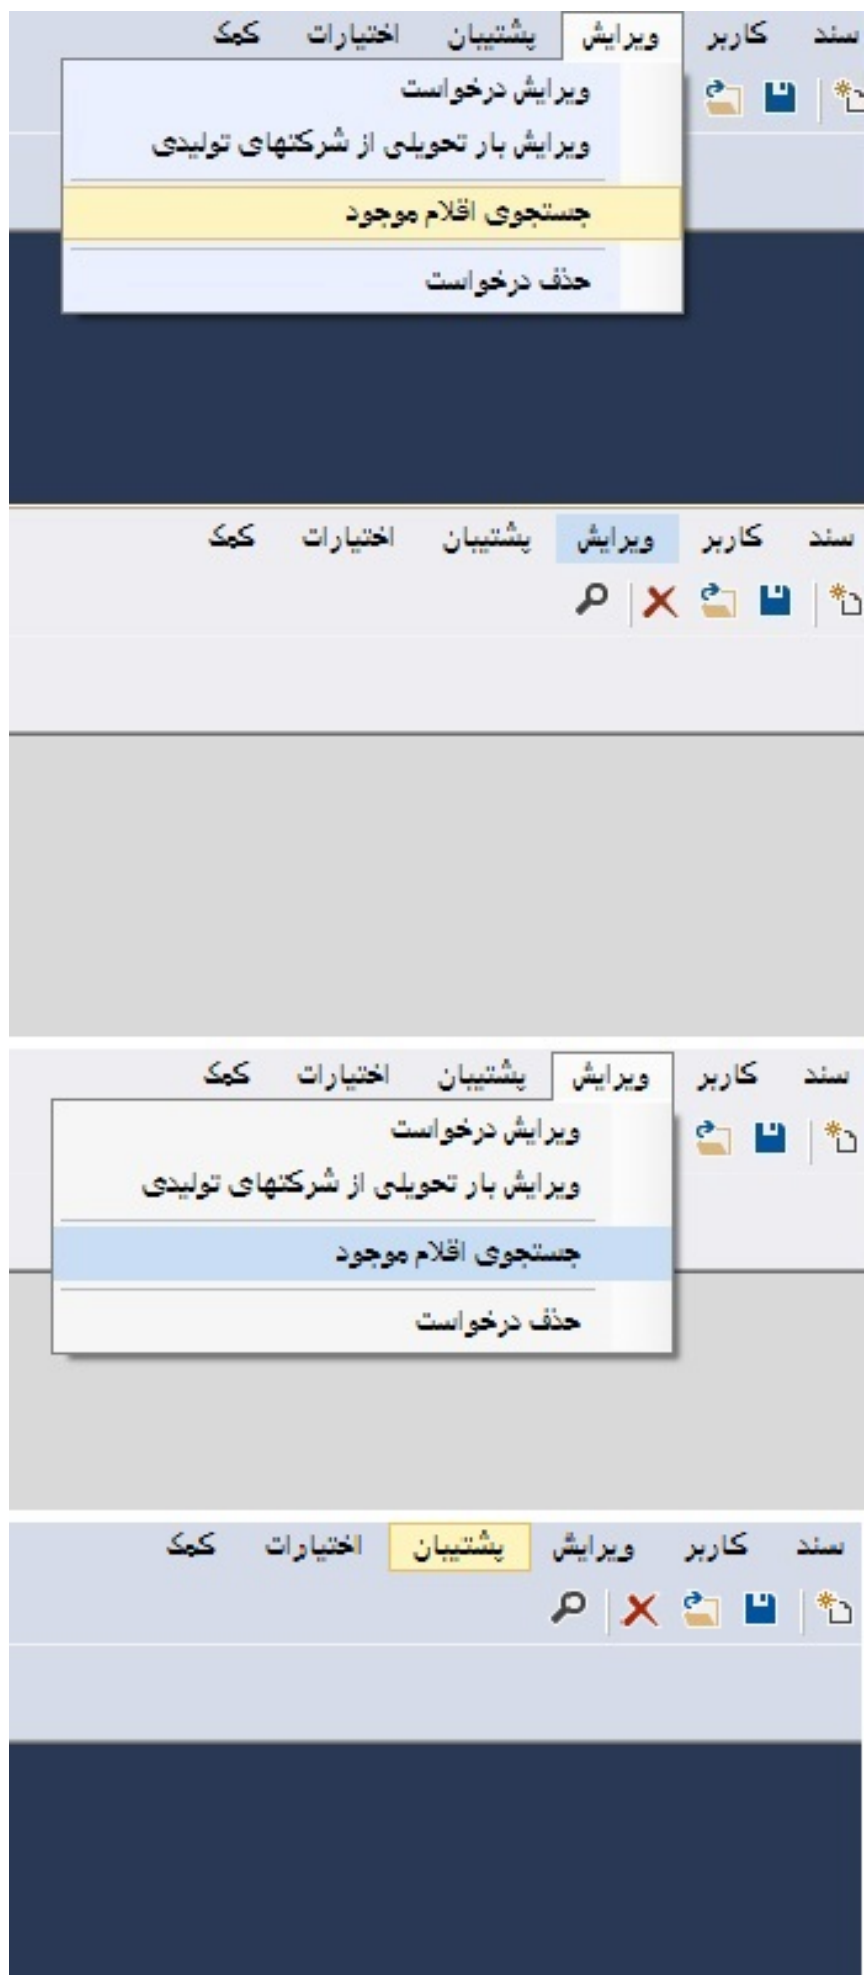 سند کاربر ویرایش پشتیبان اختیارات کمک
ویرایش درخواست
ویرایش بار تحویلی از شرکتهای تولیدی
جستجوی اقلام موجود
حذف درخواست
سند کاربر ویرایش پشتیبان اختیارات کمک
سند کاربر ویرایش پشتیبان اختیارات کمک
ویرایش درخواست
ویرایش بار تحویلی از شرکتهای تولیدی
جستجوی اقلام موجود
حذف درخواست
سند کاربر ویرایش پشتیبان اختیارات کمک